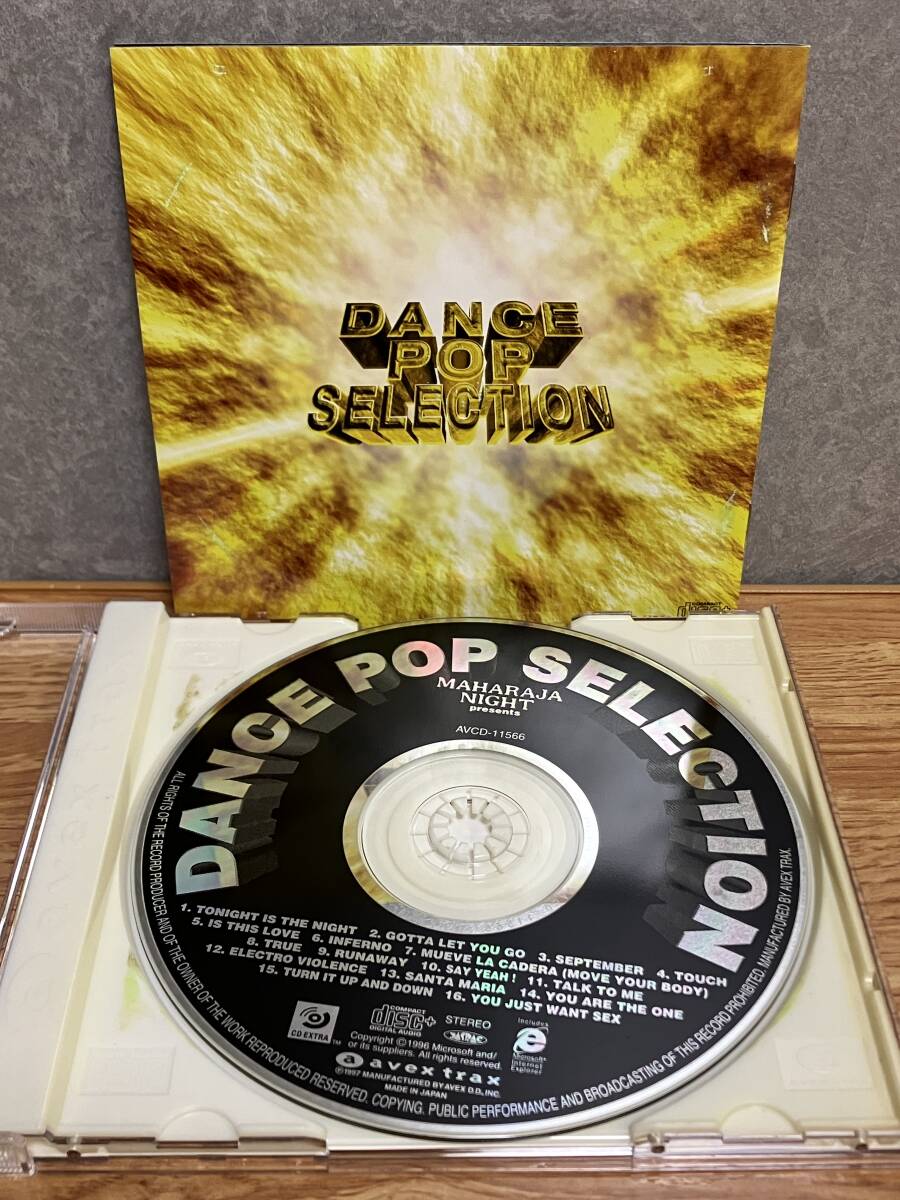 DANCE
POP
SELECTION
COMPACT
disc+
DANCE POP SELECTION
MAHARAJA
NIGHT
presents
AVCD-11566
1. TONIGHT IS THE NIGHT 2. GOTTA LET YOU GO 3. SEPTEMBER 4. TOUCH
5. IS THIS LOVE 6. INFERNO 7. MUEVE LA CADERA (MOVE YOUR BODY)
8. TRUE 9. RUNAWAY 10. SAY YEAH! 11. TALK TO ME
12. ELECTRO VIOLENCE 13. SANTA MARIA 14. YOU ARE THE ONE
15. TURN IT UP AND DOWN 16. YOU JUST WANT SEX
CD EXTRA™
COMPACT
disc+
DIGITAL AUDIO
STEREO
Includes
Microsoft
Internet
Explorer
Copyright ©1996 Microsoft and/
or its suppliers. All rights reserved.
avex trax
℗1997 MANUFACTURED BY AVEX D.D., INC.
MADE IN JAPAN
ALL RIGHTS OF THE RECORD PRODUCER AND OF THE OWNER OF THE WORK REPRODUCED RESERVED. COPYING. PUBLIC PERFORMANCE AND BROADCASTING OF THIS RECORD PROHIBITED. MANUFACTURED BY AVEX TRAX.